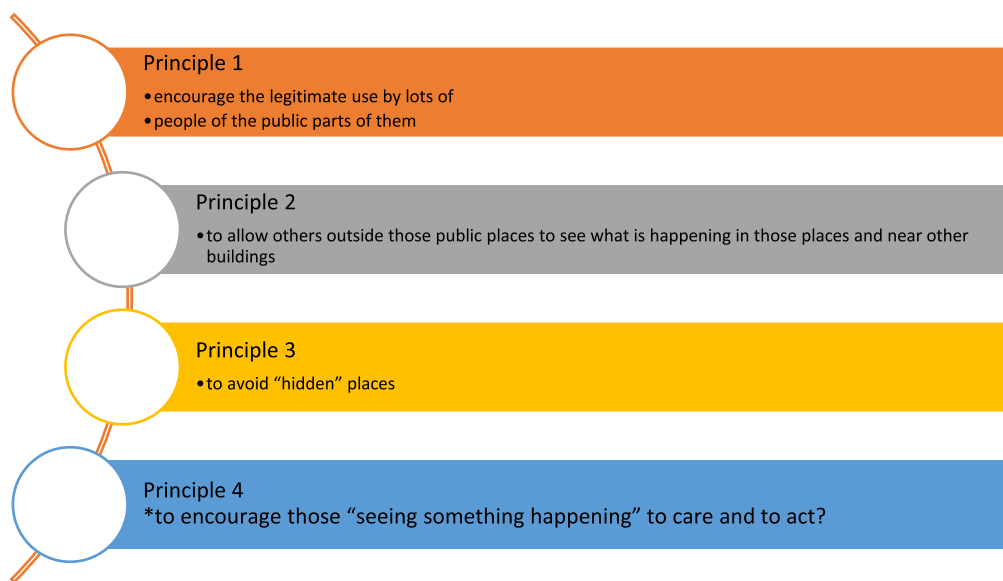 Principle 1
•encourage the legitimate use by lots of
•people of the public parts of them
Principle 2
•to allow others outside those public places to see what is happening in those places and near other
buildings
Principle 3
•to avoid “hidden” places
Principle 4
*to encourage those “seeing something happening” to care and to act?